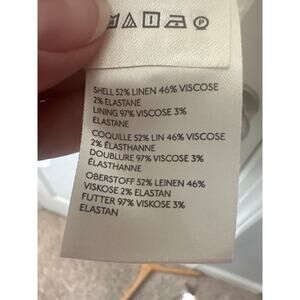 SHELL 52% LINEN 46% VISCOSE
2% ELASTANE
LINING 97% VISCOSE 3%
ELASTANE
COQUILLE 52% LIN 46% VISCOSE
2% ÉLASTHANNE
DOUBLURE 97% VISCOSE 3%
ÉLASTHANNE
OBERSTOFF 52% LEINEN 46%
VISKOSE 2% ELASTAN
FUTTER 97% VISKOSE 3%
ELASTAN